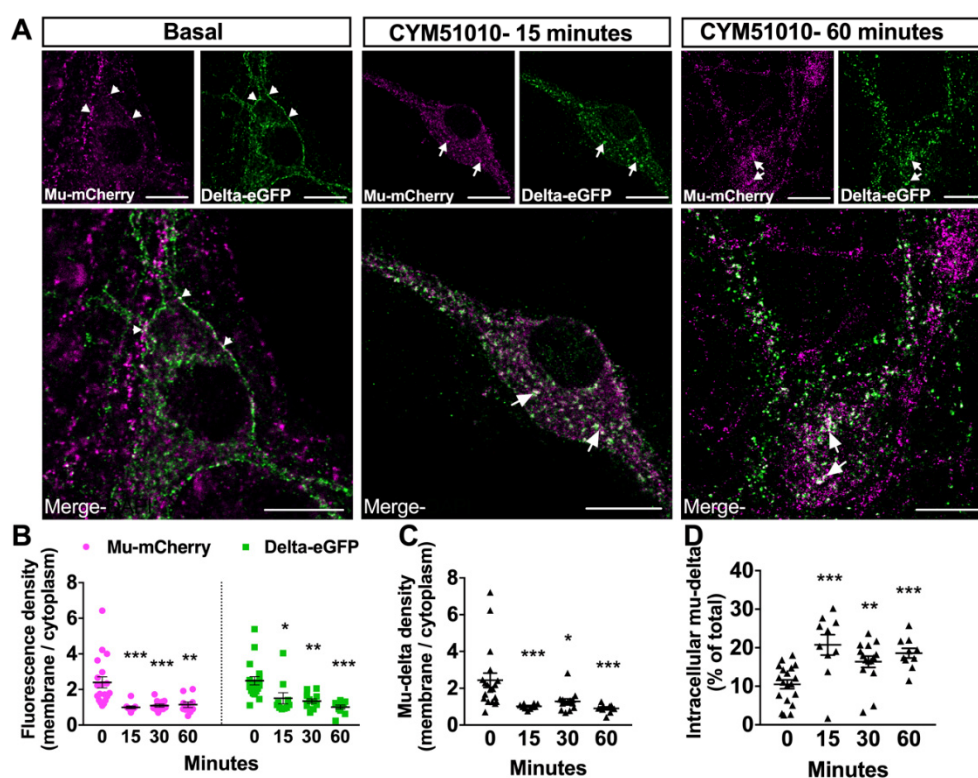 A
Basal
CYM51010- 15 minutes
CYM51010- 60 minutes
Mu-mCherry
Delta-eGFP
Mu-mCherry
Delta-eGFP
Mu-mCherry
Delta-eGFP
Merge-
Merge-
Merge-
B
Mu-mCherry
Delta-eGFP
Fluorescence density
(membrane / cytoplasm)
8
6
4
2
0
***
***
**
*
**
***
0 15 30 60
0 15 30 60
Minutes
C
Mu-delta density
(membrane / cytoplasm)
8
6
4
2
0
***
*
***
0 15 30 60
Minutes
D
Intracellular mu-delta
(% of total)
40
30
20
10
0
***
**
***
0 15 30 60
Minutes